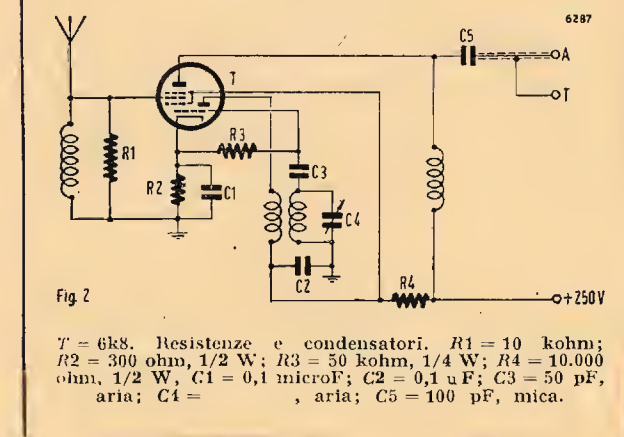 6287
C5
A
T
T
R3
R1
C3
R2
C1
C4
C2
R4
Fig. 2
+250V
T = 6k8. Resistenze e condensatori. R1 = 10 kohm;
R2 = 300 ohm, 1/2 W; R3 = 50 kohm, 1/4 W; R4 = 10.000
ohm, 1/2 W, C1 = 0,1 microF; C2 = 0,1 uF; C3 = 50 pF,
aria; C4 = , aria; C5 = 100 pF, mica.